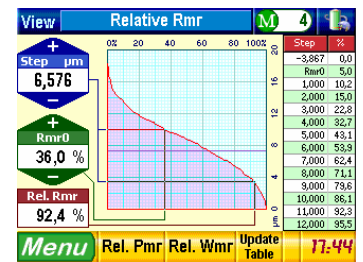 View Relative Rmr M 4)
+
Step µm
6,576
−
+
Rmr0
36,0 %
−
Rel. Rmr
92,4 %
0% 20 40 60 80 100%
20
16
12
8
4
0
µm
Step %
-3,867 0,0
Rmr0 5,0
1,000 10,2
2,000 15,0
3,000 22,8
4,000 32,7
5,000 43,1
6,000 53,9
7,000 62,4
8,000 71,1
9,000 79,6
10,000 86,1
11,000 92,3
12,000 95,5
Menu Rel. Pmr Rel. Wmr Update Table 17:44